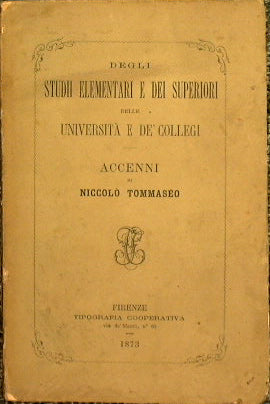 DEGLI
STUDII ELEMENTARI E DEI SUPERIORI
DELLE
UNIVERSITÀ E DE' COLLEGI
ACCENNI
DI
NICCOLÒ TOMMASEO
FIRENZE
TIPOGRAFIA COOPERATIVA
1873